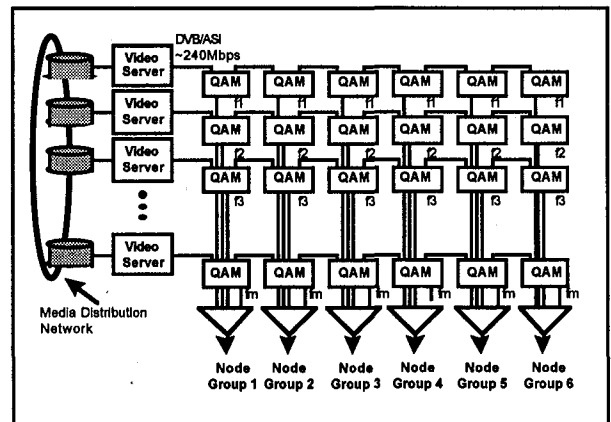 DVB/ASI
~240Mbps
Video
Server
QAM QAM QAM QAM QAM QAM
f1 f1 f1 f1 f1 f1
Video
Server
QAM QAM QAM QAM QAM QAM
f2 f2 f2 f2 f2 f2
Video
Server
QAM QAM QAM QAM QAM QAM
f3 f3 f3 f3 f3 f3
Video
Server
QAM QAM QAM QAM QAM QAM
fm fm fm fm fm fm
Media Distribution
Network
Node Node Node Node Node Node
Group 1 Group 2 Group 3 Group 4 Group 5 Group 6